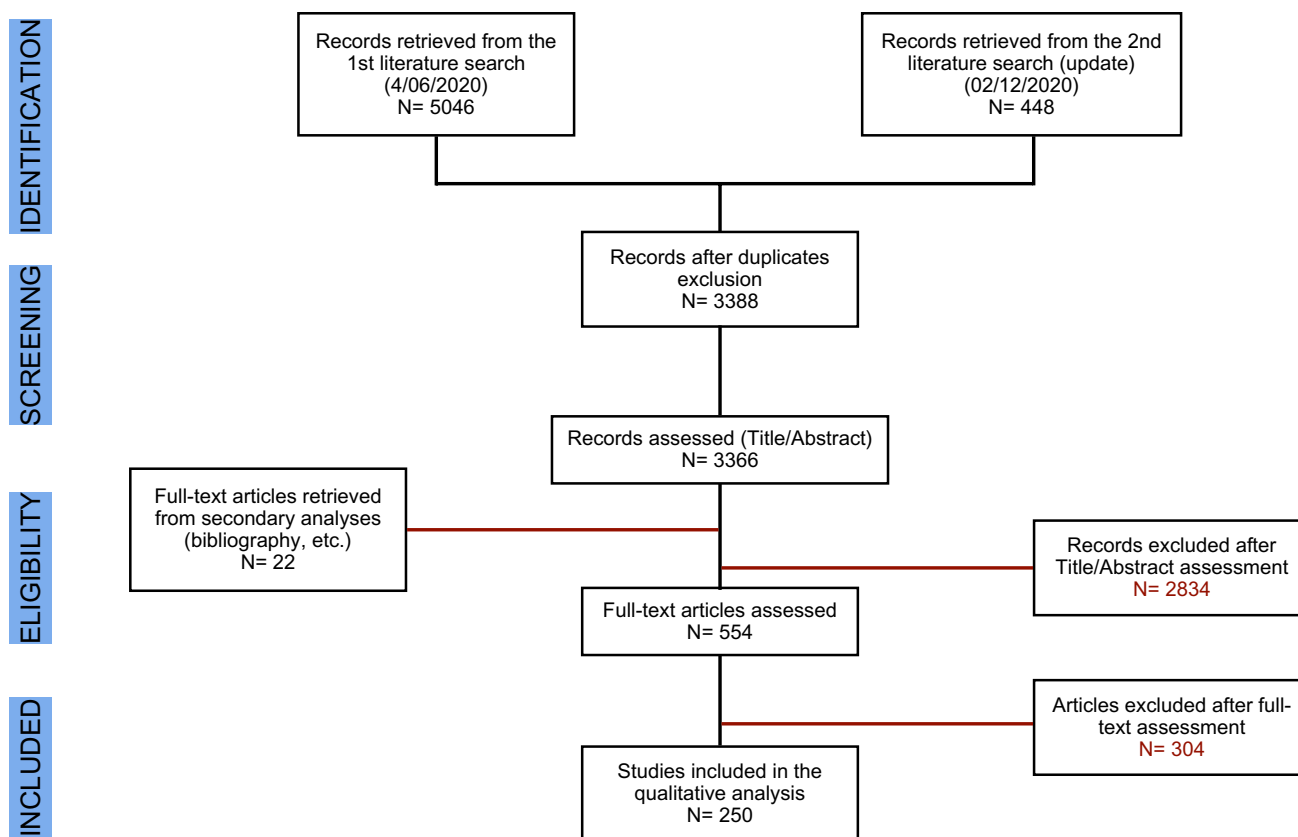 IDENTIFICATION
Records retrieved from the
1st literature search
(4/06/2020)
N= 5046
Records retrieved from the 2nd
literature search (update)
(02/12/2020)
N= 448
SCREENING
Records after duplicates
exclusion
N= 3388
Records assessed (Title/Abstract)
N= 3366
ELIGIBILITY
Full-text articles retrieved
from secondary analyses
(bibliography, etc.)
N= 22
Records excluded after
Title/Abstract assessment
N= 2834
Full-text articles assessed
N= 554
INCLUDED
Articles excluded after full-
text assessment
N= 304
Studies included in the
qualitative analysis
N= 250